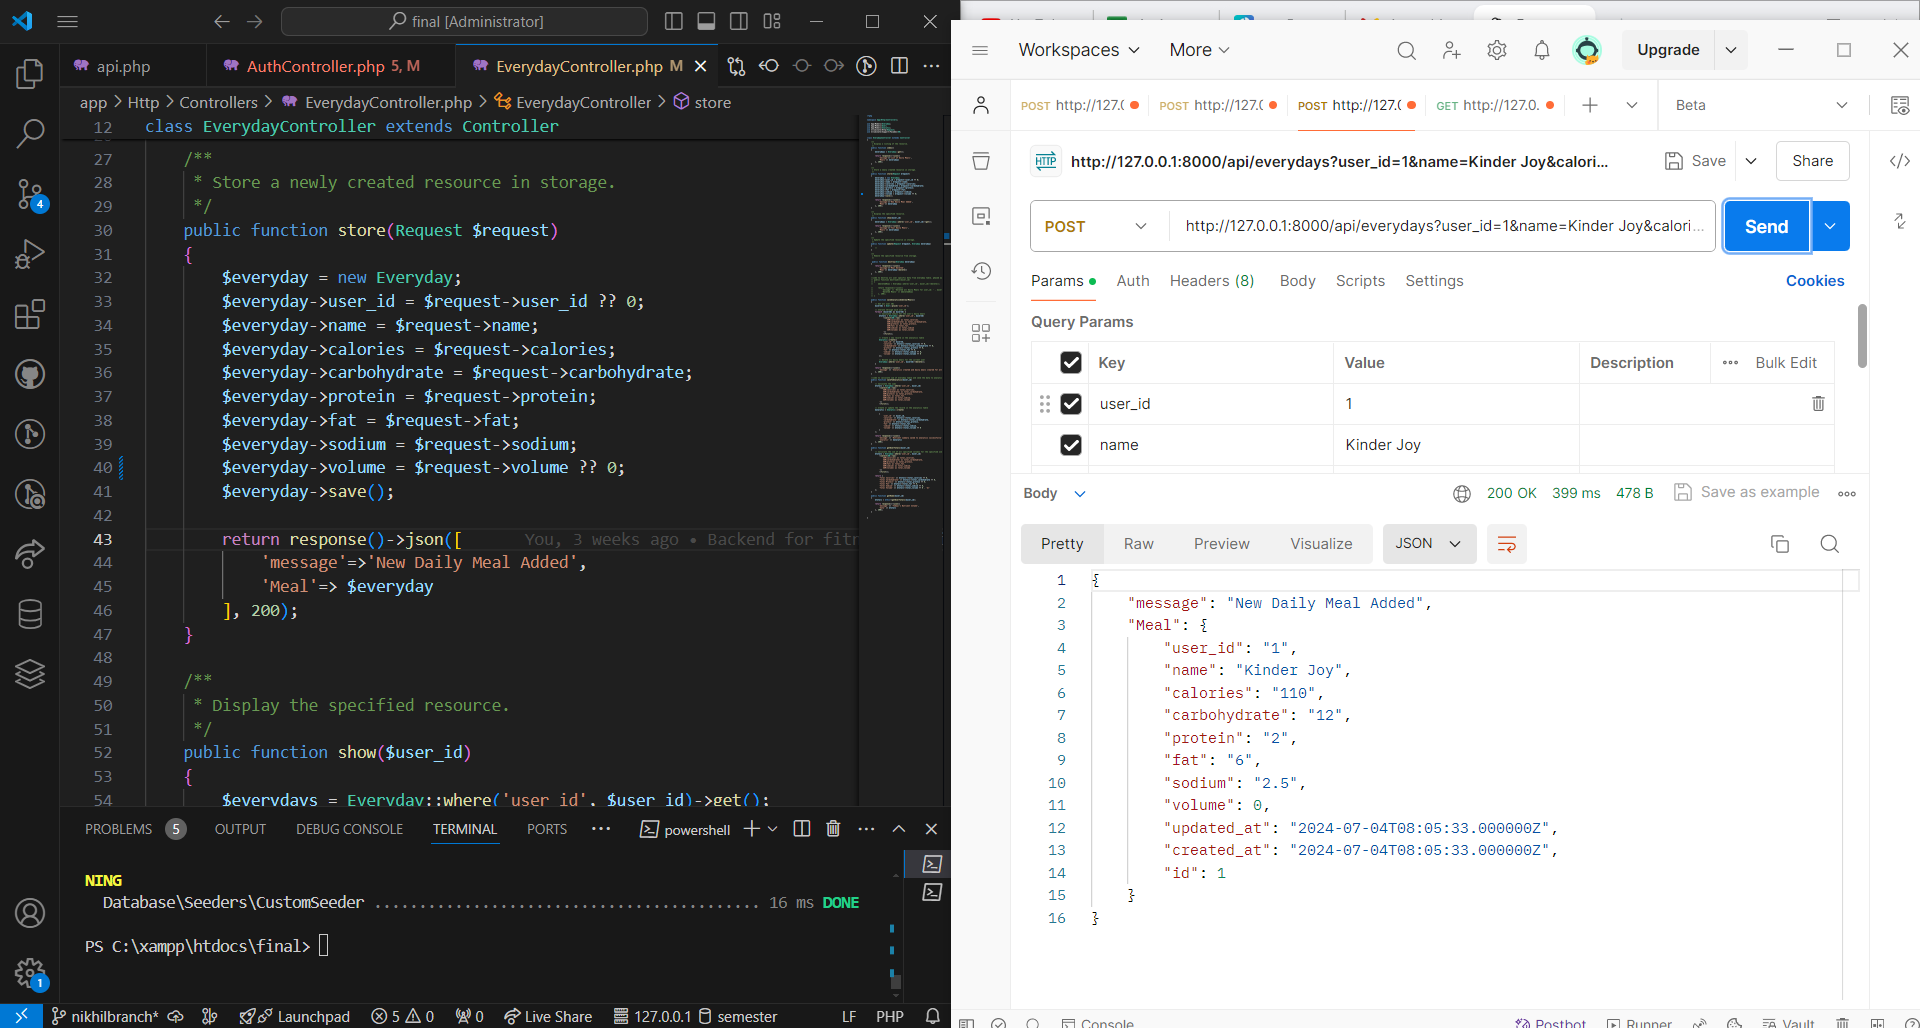 final [Administrator]
api.php
AuthController.php 5, M
EverydayController.php M
app > Http > Controllers > EverydayController.php > EverydayController > store
12 class EverydayController extends Controller
27 /**
28 * Store a newly created resource in storage.
29 */
30 public function store(Request $request)
31 {
32 $everyday = new Everyday;
33 $everyday->user_id = $request->user_id ?? 0;
34 $everyday->name = $request->name;
35 $everyday->calories = $request->calories;
36 $everyday->carbohydrate = $request->carbohydrate;
37 $everyday->protein = $request->protein;
38 $everyday->fat = $request->fat;
39 $everyday->sodium = $request->sodium;
40 $everyday->volume = $request->volume ?? 0;
41 $everyday->save();
42
43 return response()->json([ You, 3 weeks ago • Backend for fit
44 'message'=>'New Daily Meal Added',
45 'Meal'=> $everyday
46 ], 200);
47 }
48
49 /**
50 * Display the specified resource.
51 */
52 public function show($user_id)
53 {
54 $everydays = Everyday::where('user_id', $user_id)->get();
PROBLEMS 5 OUTPUT DEBUG CONSOLE TERMINAL PORTS ··· powershell
NING
Database\Seeders\CustomSeeder ........................................ 16 ms DONE
PS C:\xampp\htdocs\final>
4
1
nikhilbranch* Launchpad 5 0 0 Live Share 127.0.0.1 semester LF PHP
Workspaces More Upgrade
POST http://127.( POST http://127.( POST http://127.( GET http://127.0. Beta
HTTP http://127.0.0.1:8000/api/everydays?user_id=1&name=Kinder Joy&calori... Save Share
POST http://127.0.0.1:8000/api/everydays?user_id=1&name=Kinder Joy&calori... Send
Params Auth Headers (8) Body Scripts Settings Cookies
Query Params
Key Value Description ··· Bulk Edit
user_id 1
name Kinder Joy
Body 200 OK 399 ms 478 B Save as example
Pretty Raw Preview Visualize JSON
1 {
2 "message": "New Daily Meal Added",
3 "Meal": {
4 "user_id": "1",
5 "name": "Kinder Joy",
6 "calories": "110",
7 "carbohydrate": "12",
8 "protein": "2",
9 "fat": "6",
10 "sodium": "2.5",
11 "volume": 0,
12 "updated_at": "2024-07-04T08:05:33.000000Z",
13 "created_at": "2024-07-04T08:05:33.000000Z",
14 "id": 1
15 }
16 }
Console Postbot Runner Vault